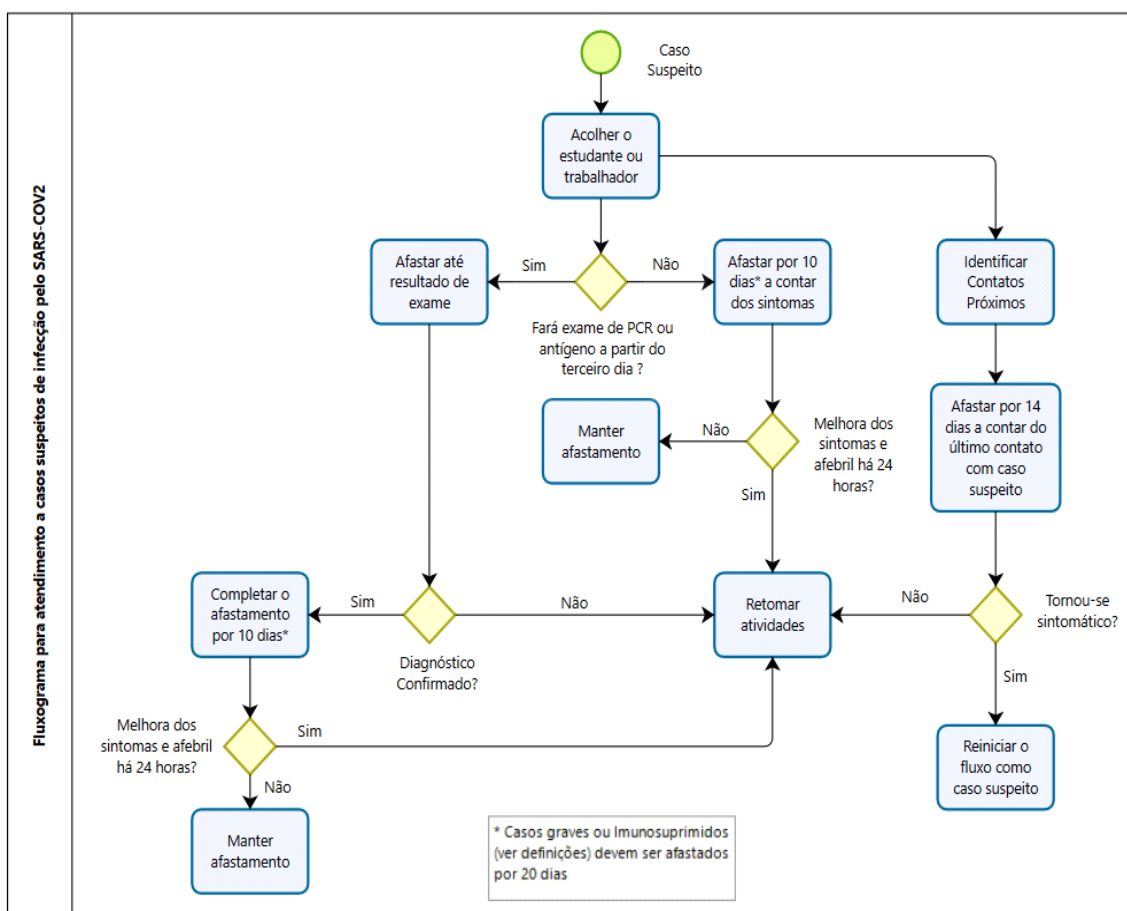 Fluxograma para atendimento a casos suspeitos de infecção pelo SARS-COV2
Caso
Suspeito
Acolher o
estudante ou
trabalhador
Afastar até
resultado de
exame
Sim
Não
Afastar por 10
dias* a contar
dos sintomas
Identificar
Contatos
Próximos
Fará exame de PCR ou
antígeno a partir do
terceiro dia ?
Manter
afastamento
Não
Melhora dos
sintomas e
afebril há 24
horas?
Sim
Afastar por 14
dias a contar do
último contato
com caso
suspeito
Completar o
afastamento
por 10 dias*
Sim
Não
Diagnóstico
Confirmado?
Retomar
atividades
Não
Tornou-se
sintomático?
Sim
Melhora dos
sintomas e afebril
há 24 horas?
Sim
Não
Manter
afastamento
Reiniciar o
fluxo como
caso suspeito
* Casos graves ou Imunosuprimidos
(ver definições) devem ser afastados
por 20 dias